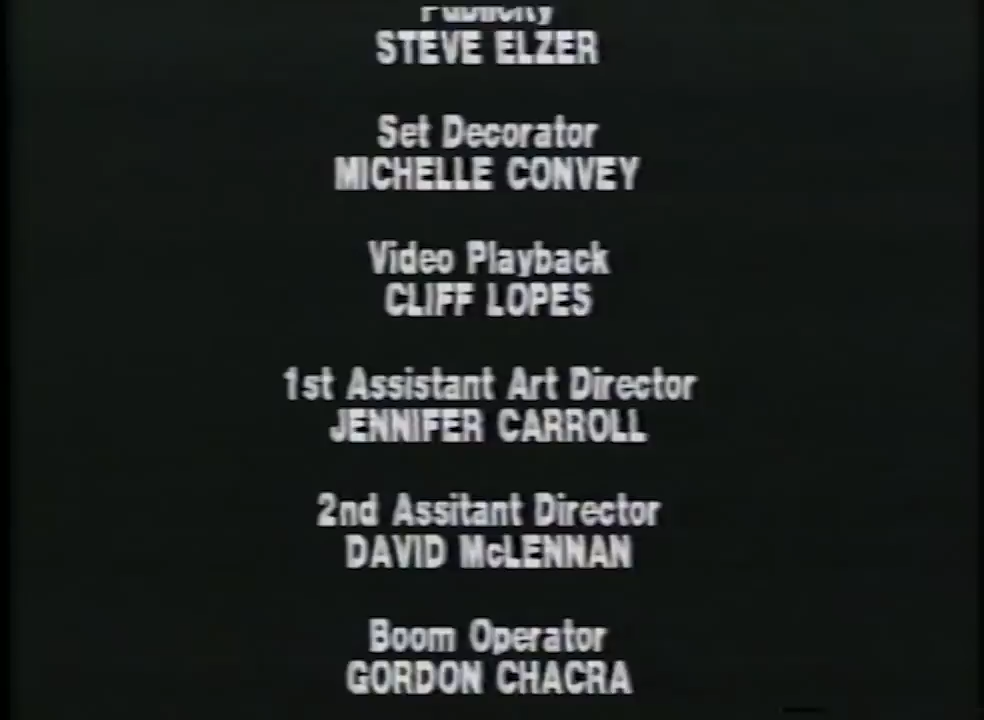 Publicity
STEVE ELZER
Set Decorator
MICHELLE CONVEY
Video Playback
CLIFF LOPES
1st Assistant Art Director
JENNIFER CARROLL
2nd Assitant Director
DAVID McLENNAN
Boom Operator
GORDON CHACRA